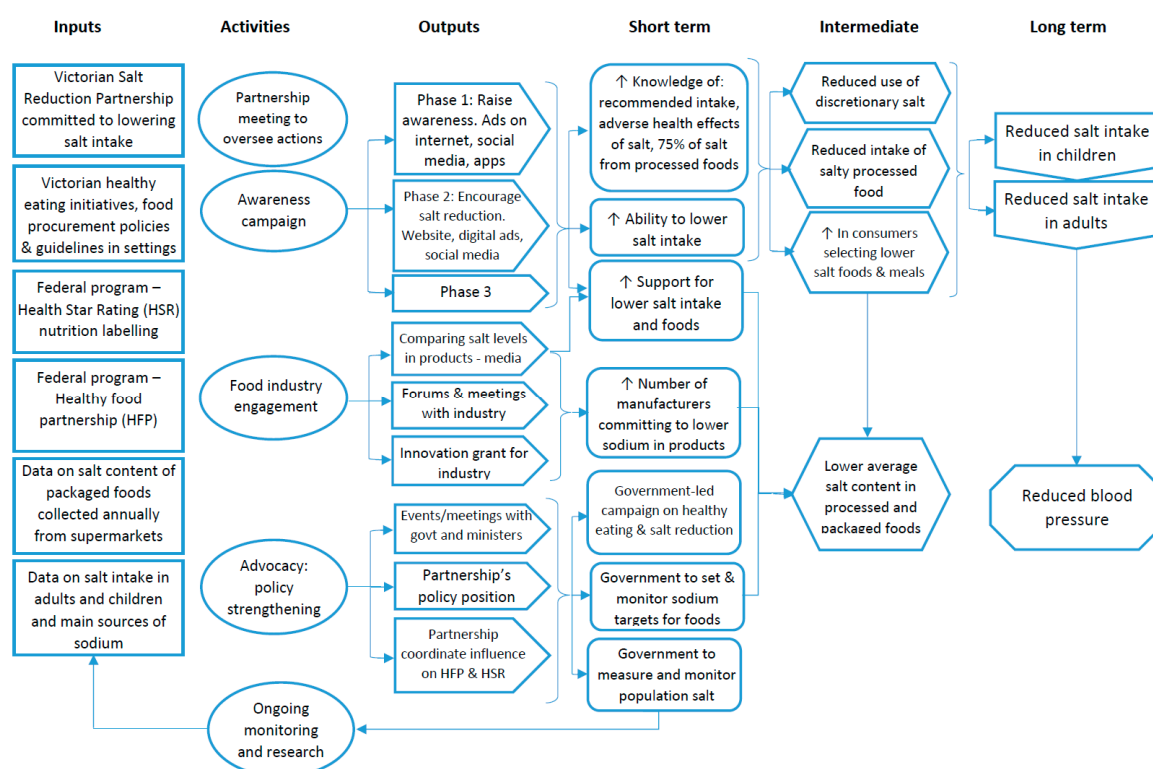 Inputs
Activities
Outputs
Short term
Intermediate
Long term
Victorian Salt
Reduction Partnership
committed to lowering
salt intake
Victorian healthy
eating initiatives, food
procurement policies
& guidelines in settings
Federal program –
Health Star Rating (HSR)
nutrition labelling
Federal program –
Healthy food
partnership (HFP)
Data on salt content of
packaged foods
collected annually
from supermarkets
Data on salt intake in
adults and children
and main sources of
sodium
Partnership
meeting to
oversee actions
Awareness
campaign
Food industry
engagement
Advocacy:
policy
strengthening
Ongoing
monitoring
and research
Phase 1: Raise
awareness. Ads on
internet, social
media, apps
Phase 2: Encourage
salt reduction.
Website, digital ads,
social media
Phase 3
Comparing salt levels
in products - media
Forums & meetings
with industry
Innovation grant for
industry
Events/meetings with
govt and ministers
Partnership’s
policy position
Partnership
coordinate influence
on HFP & HSR
↑ Knowledge of:
recommended intake,
adverse health effects
of salt, 75% of salt
from processed foods
↑ Ability to lower
salt intake
↑ Support for
lower salt intake
and foods
↑ Number of
manufacturers
committing to lower
sodium in products
Government-led
campaign on healthy
eating & salt reduction
Government to set &
monitor sodium
targets for foods
Government to
measure and monitor
population salt
Reduced use of
discretionary salt
Reduced intake of
salty processed
food
↑ In consumers
selecting lower
salt foods & meals
Lower average
salt content in
processed and
packaged foods
Reduced salt intake
in children
Reduced salt intake
in adults
Reduced blood
pressure